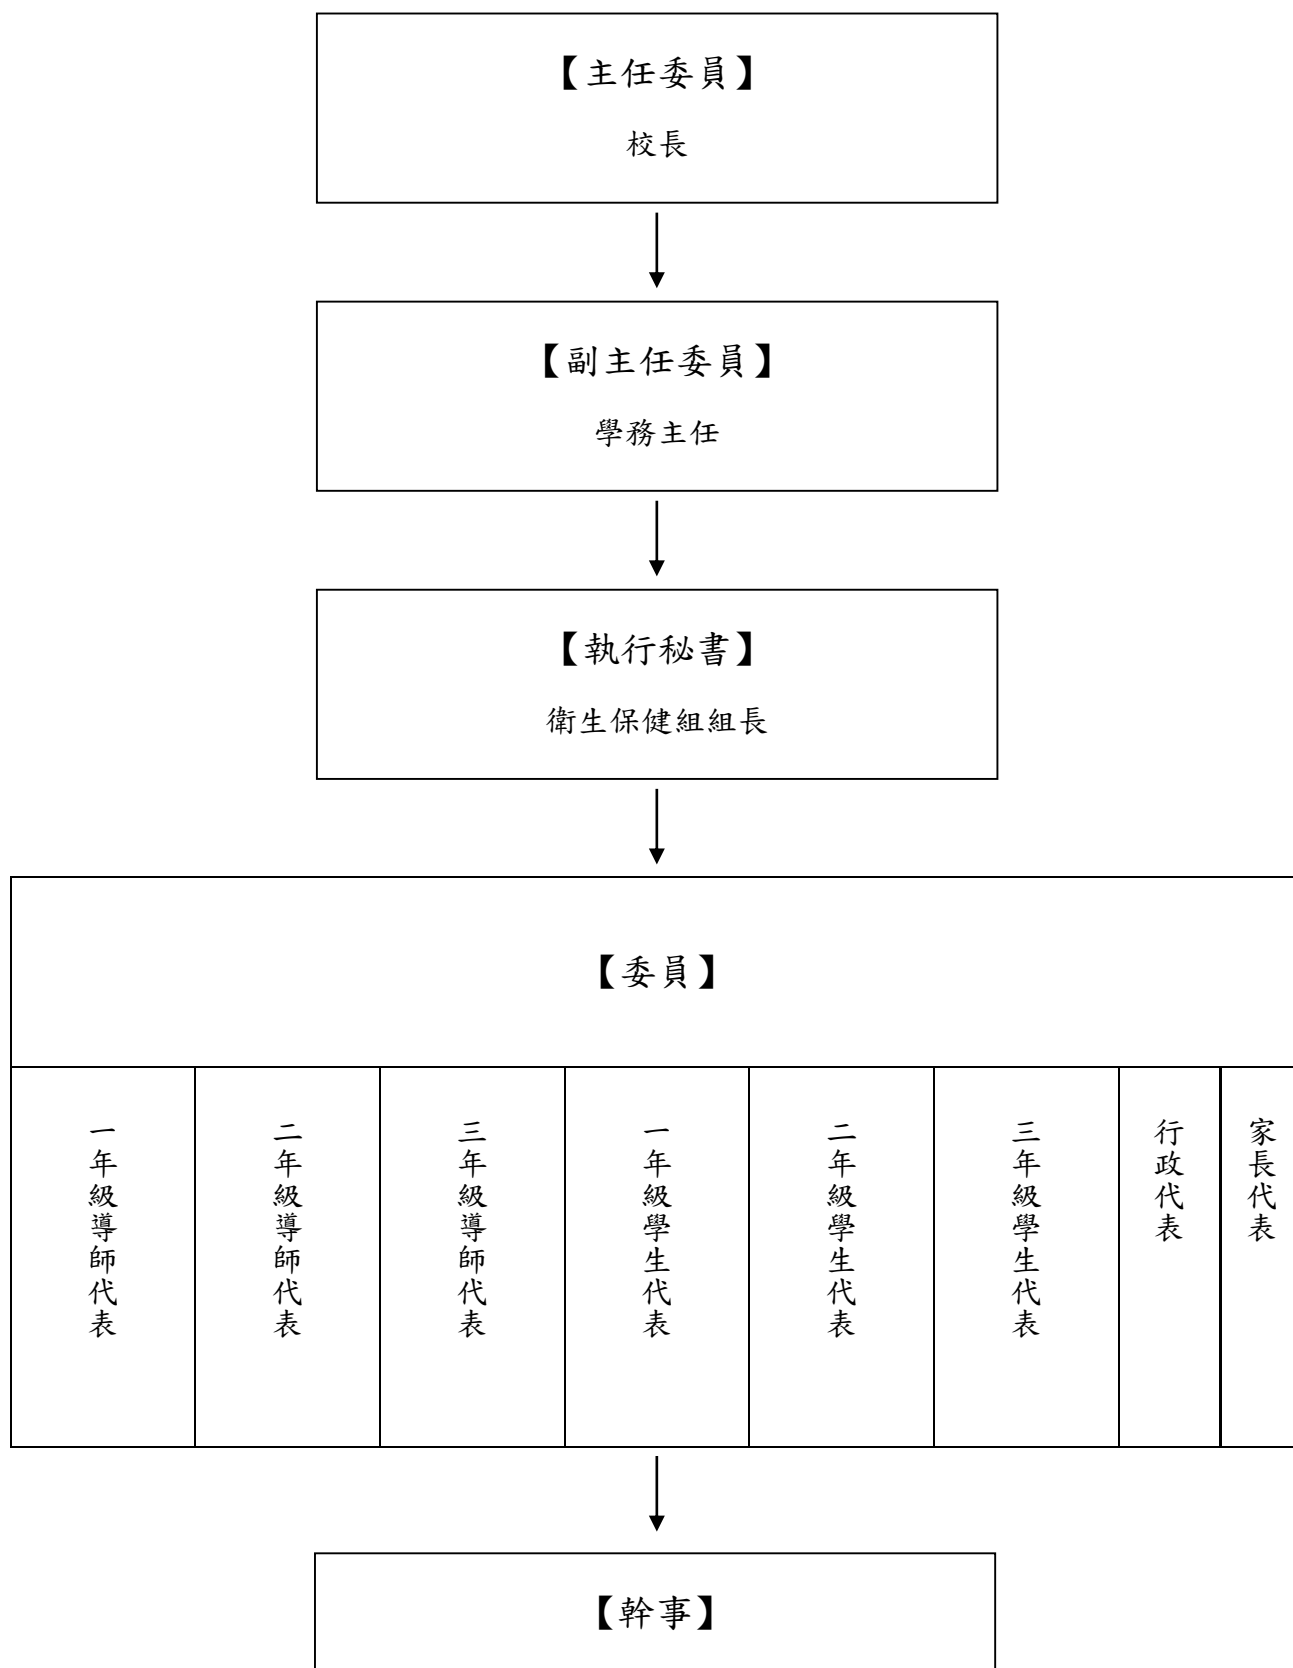 【主任委員】
校長
【副主任委員】
學務主任
【執行秘書】
衛生保健組組長
【委員】
一年級導師代表
二年級導師代表
三年級導師代表
一年級學生代表
二年級學生代表
三年級學生代表
行政代表
家長代表
【幹事】